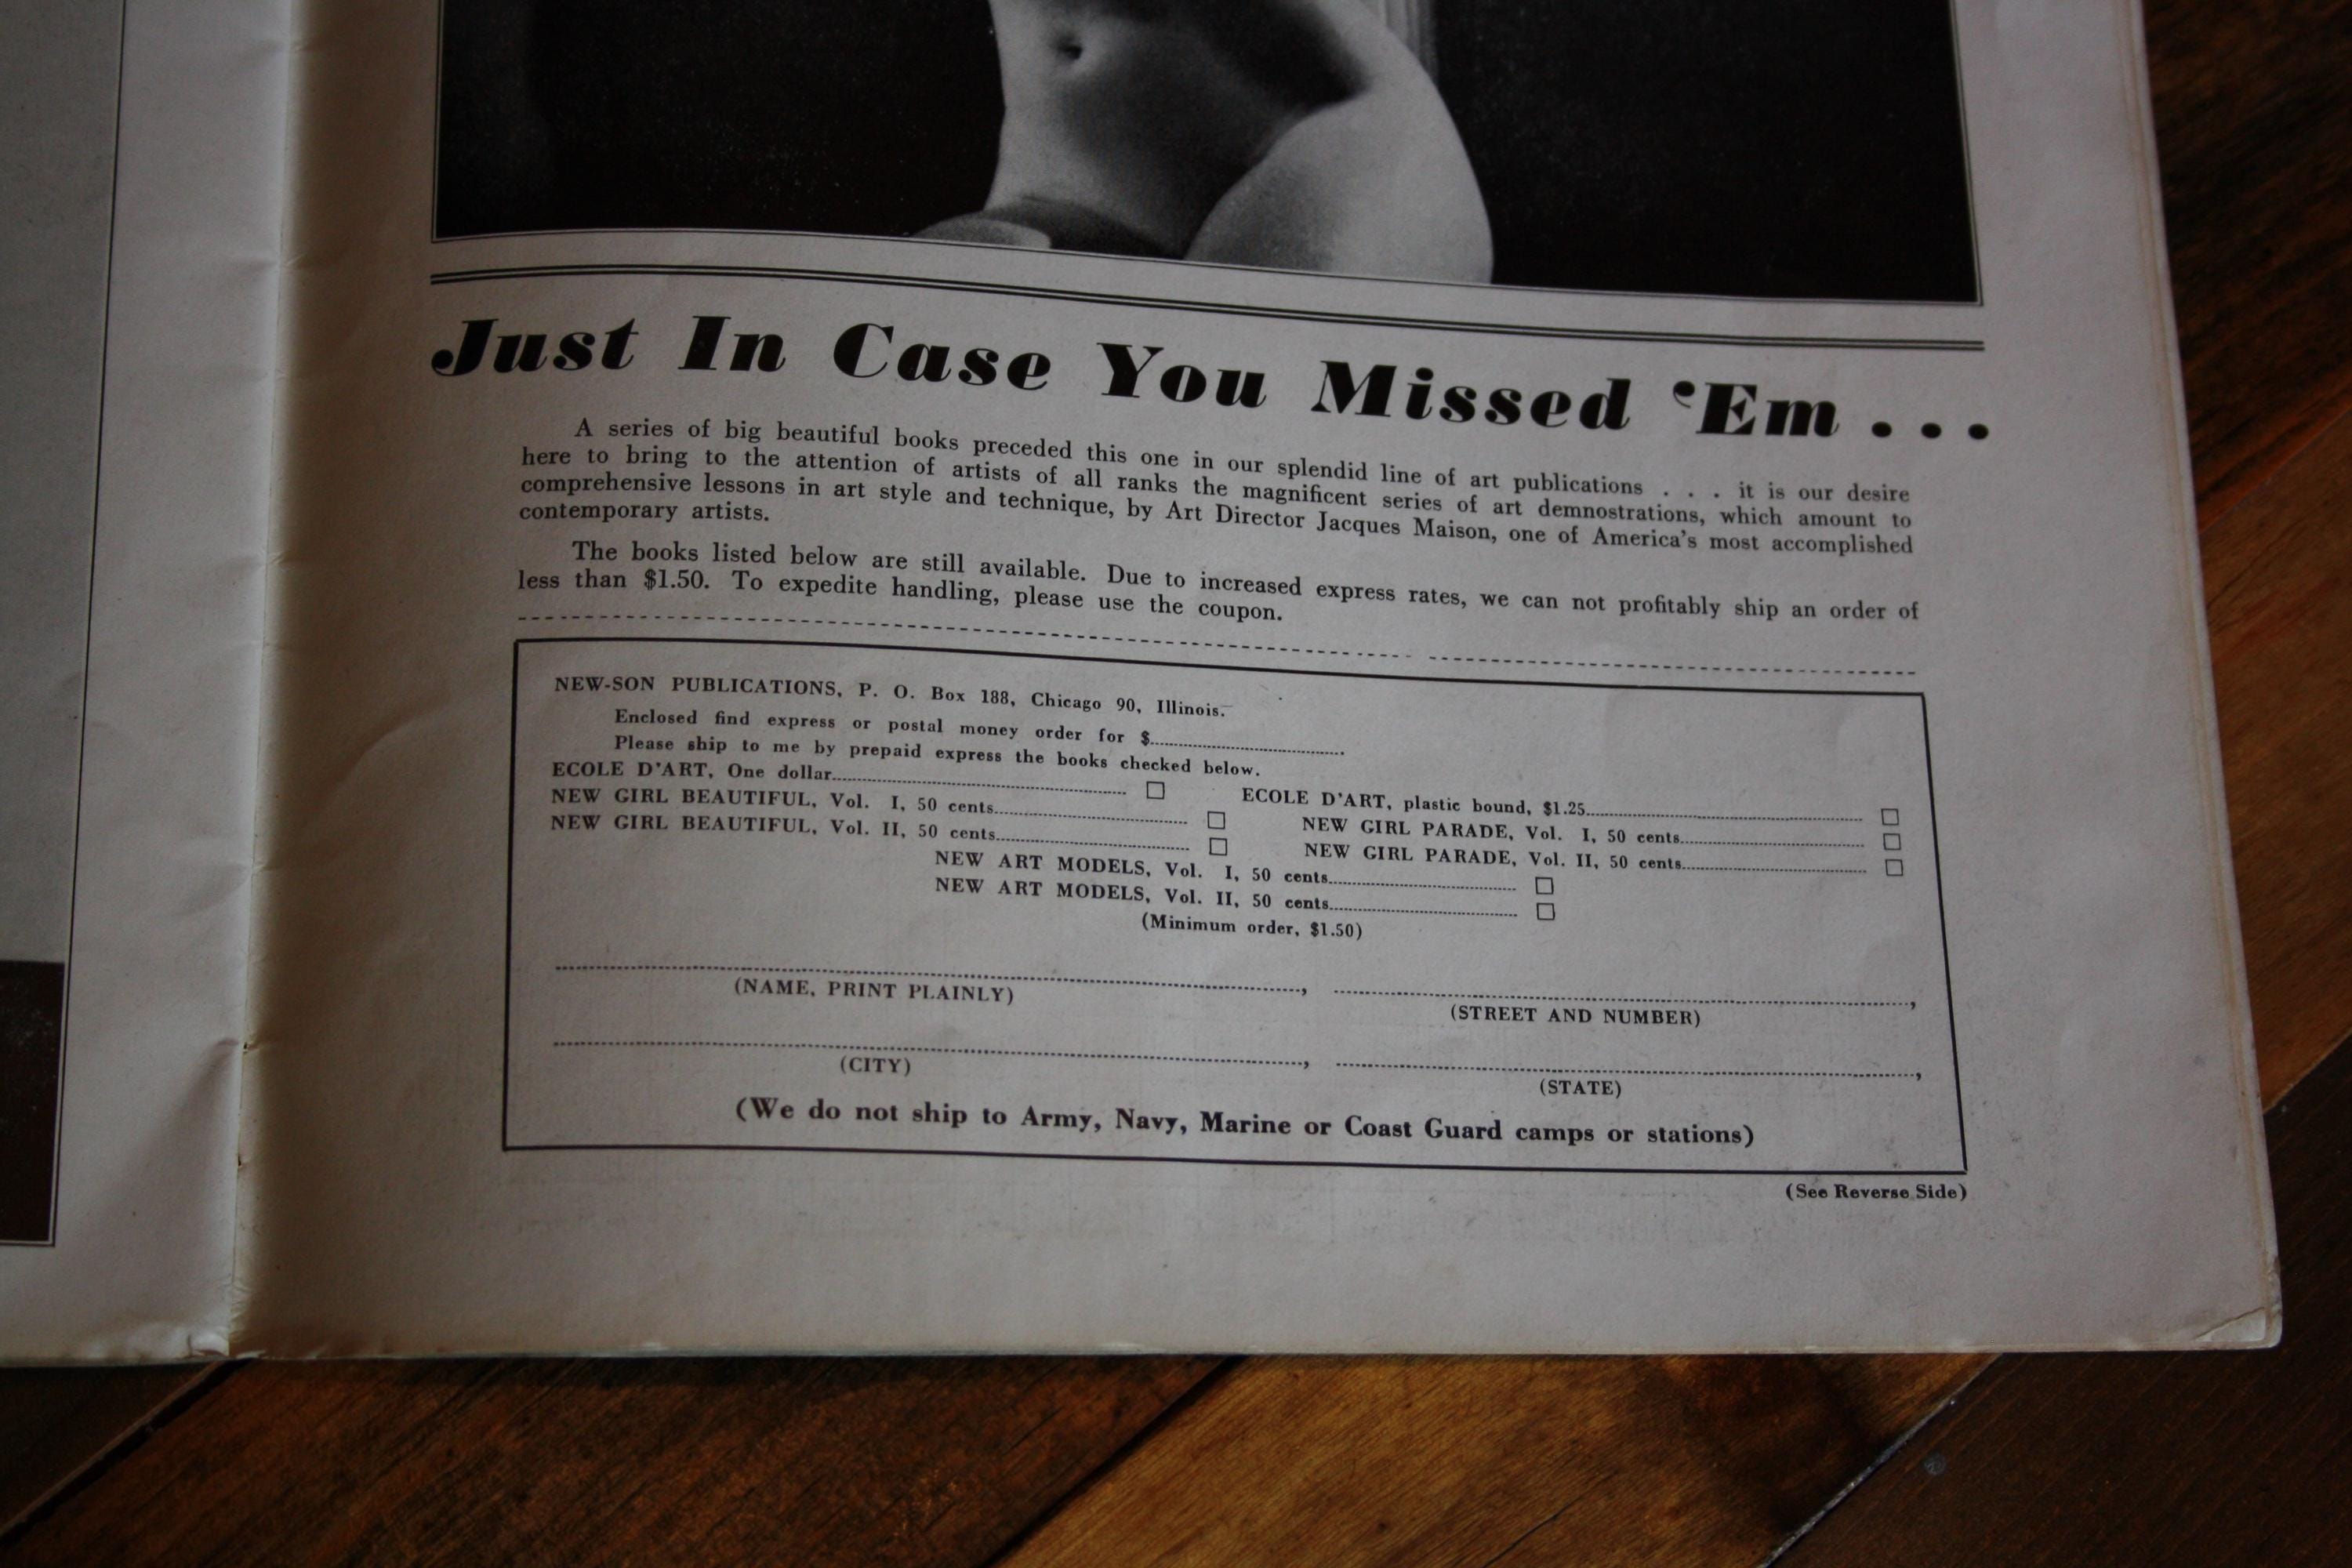 Just In Case You Missed 'Em . . .
A series of big beautiful books preceded this one in our splendid line of art publications . . . it is our desire
here to bring to the attention of artists of all ranks the magnificent series of art demnostrations, which amount to
comprehensive lessons in art style and technique, by Art Director Jacques Maison, one of America's most accomplished
contemporary artists.
The books listed below are still available. Due to increased express rates, we can not profitably ship an order of
less than $1.50. To expedite handling, please use the coupon.
NEW-SON PUBLICATIONS, P. O. Box 188, Chicago 90, Illinois.
Enclosed find express or postal money order for $
Please ship to me by prepaid express the books checked below.
ECOLE D'ART, One dollar ☐ ECOLE D'ART, plastic bound, $1.25 ☐
NEW GIRL BEAUTIFUL, Vol. I, 50 cents ☐ NEW GIRL PARADE, Vol. I, 50 cents ☐
NEW GIRL BEAUTIFUL, Vol. II, 50 cents ☐ NEW GIRL PARADE, Vol. II, 50 cents ☐
NEW ART MODELS, Vol. I, 50 cents ☐
NEW ART MODELS, Vol. II, 50 cents ☐
(Minimum order, $1.50)
(NAME, PRINT PLAINLY) , (STREET AND NUMBER) ,
(CITY) , (STATE) ,
(We do not ship to Army, Navy, Marine or Coast Guard camps or stations)
(See Reverse Side)